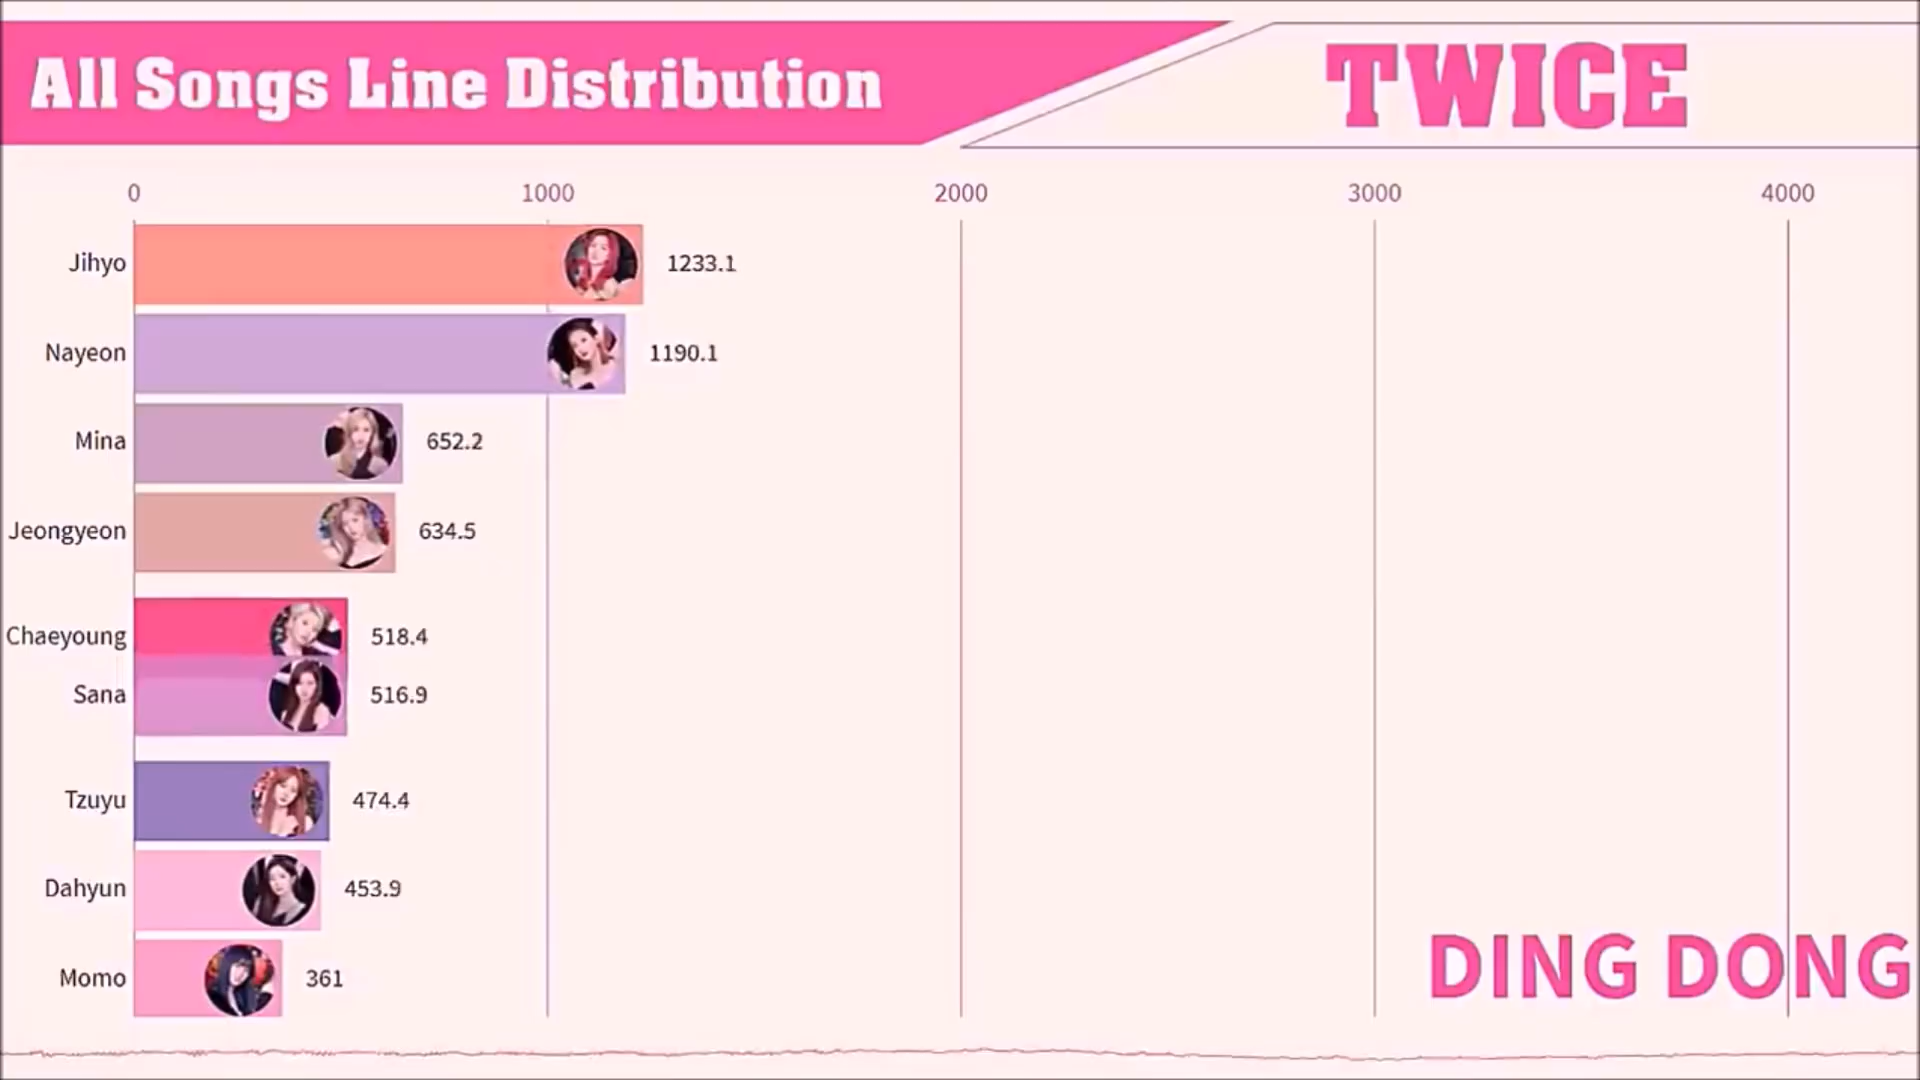 All Songs Line Distribution
TWICE
0 1000 2000 3000 4000
Jihyo 1233.1
Nayeon 1190.1
Mina 652.2
Jeongyeon 634.5
Chaeyoung 518.4
Sana 516.9
Tzuyu 474.4
Dahyun 453.9
Momo 361
DING DONG